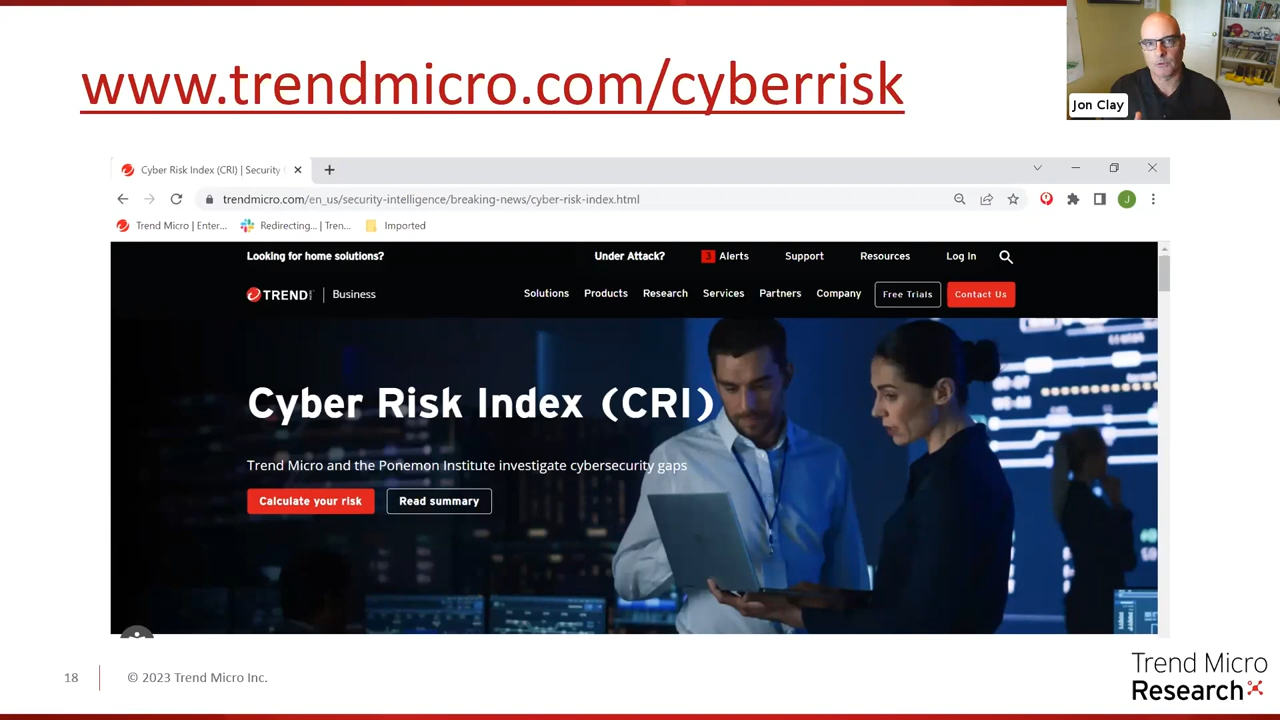 www.trendmicro.com/cyberrisk
Jon Clay
Cyber Risk Index (CRI) | Security
trendmicro.com/en_us/security-intelligence/breaking-news/cyber-risk-index.html
J
Trend Micro | Enter... Redirecting... | Tren... Imported
Looking for home solutions? Under Attack? 3 Alerts Support Resources Log In
TREND | Business Solutions Products Research Services Partners Company Free Trials Contact Us
Cyber Risk Index (CRI)
Trend Micro and the Ponemon Institute investigate cybersecurity gaps
Calculate your risk Read summary
18 © 2023 Trend Micro Inc.
Trend Micro
Research